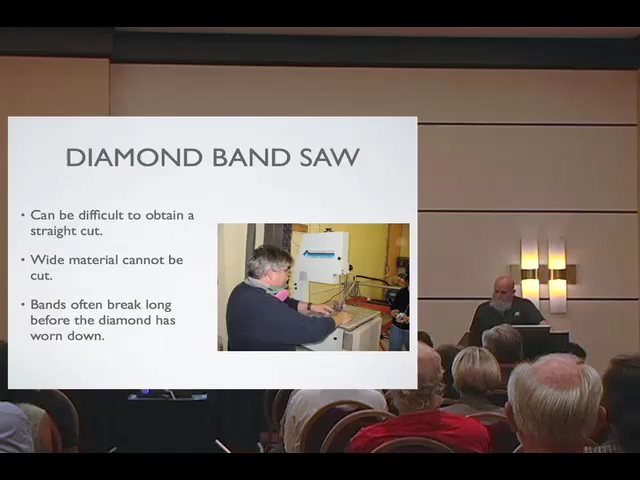 DIAMOND BAND SAW
• Can be difficult to obtain a
straight cut.
• Wide material cannot be
cut.
• Bands often break long
before the diamond has
worn down.